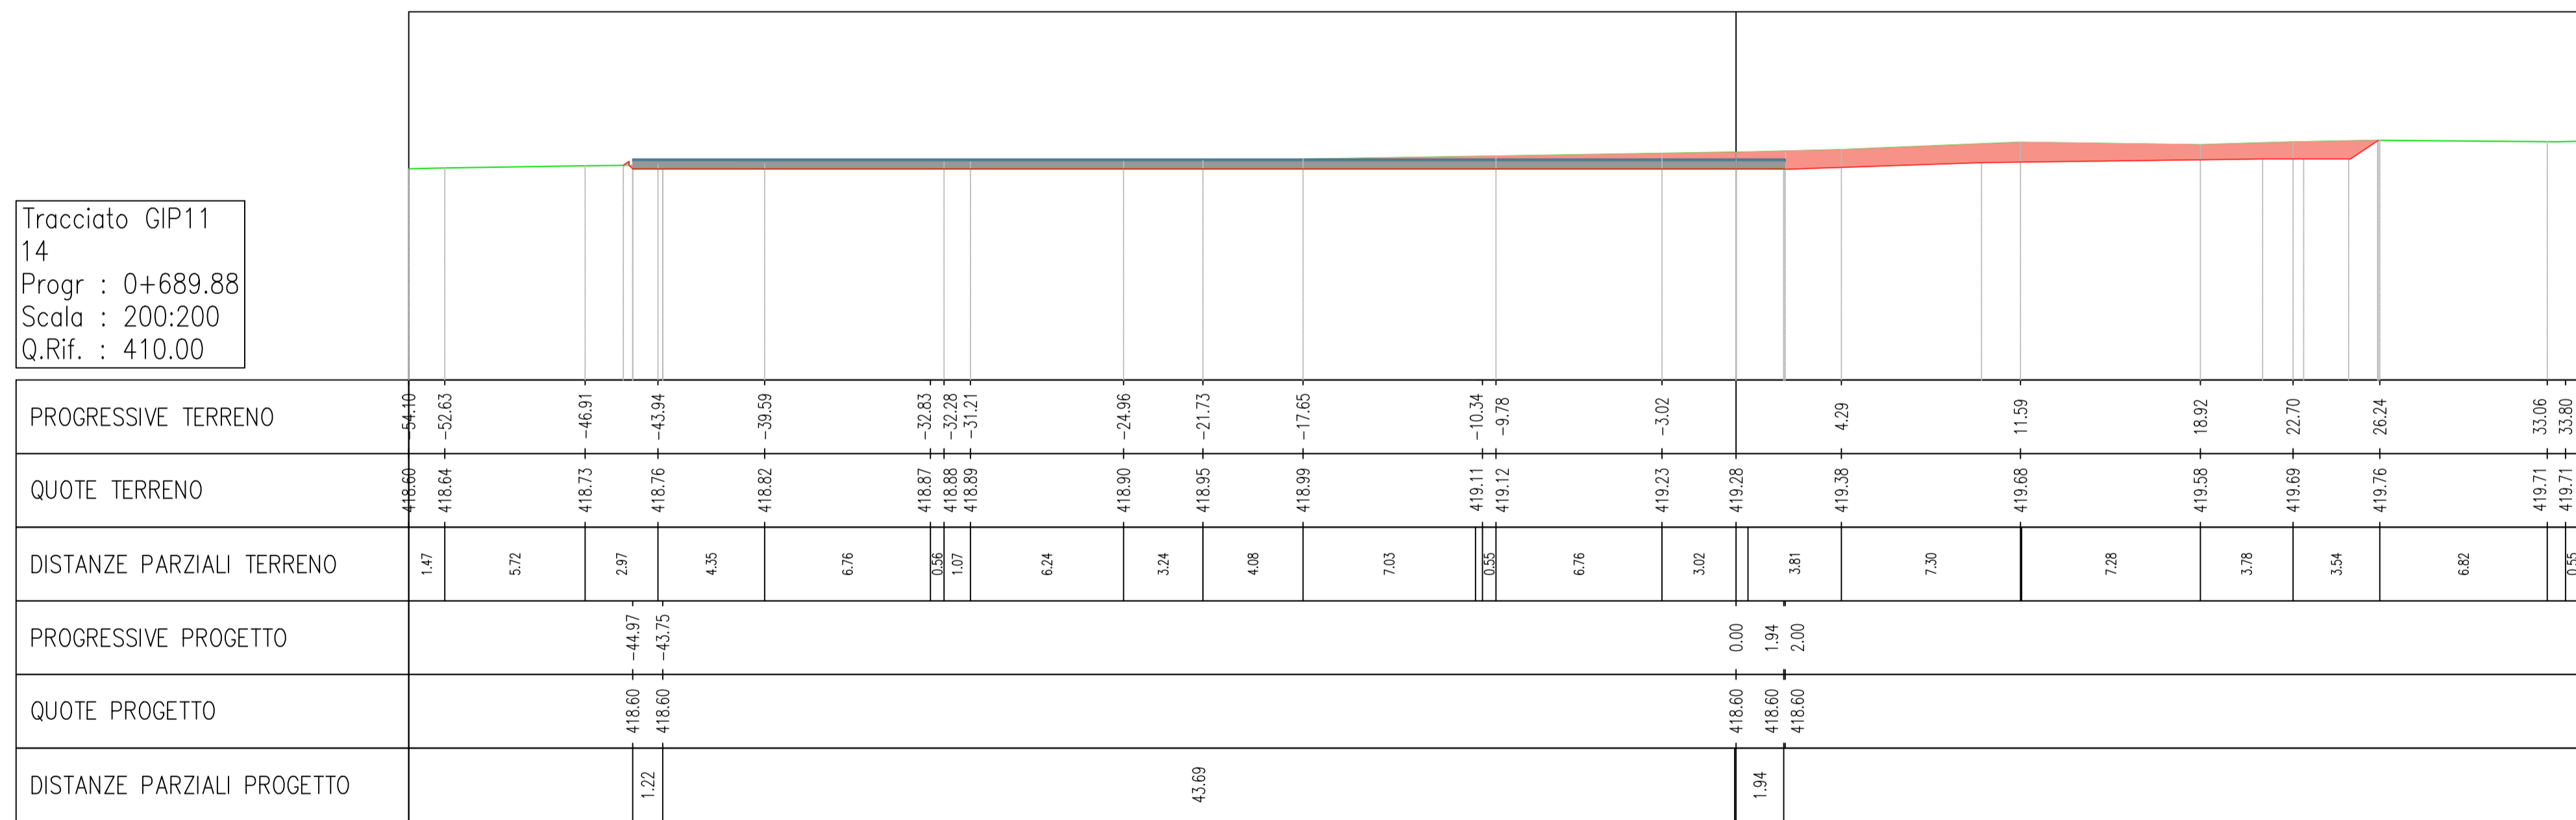 Tracciato GIP11
14
Progr : 0+689.88
Scala : 200:200
Q.Rif. : 410.00
PROGRESSIVE TERRENO -54.10 -52.63 -46.91 -43.94 -39.59 -32.83 -32.28 -31.21 -24.96 -21.73 -17.65 -10.34 -9.78 -3.02 4.29 11.59 18.92 22.70 26.24 33.06 33.80
QUOTE TERRENO 418.60 418.64 418.73 418.76 418.82 418.87 418.88 418.89 418.90 418.95 418.99 419.11 419.12 419.23 419.28 419.38 419.68 419.58 419.69 419.76 419.71 419.71
DISTANZE PARZIALI TERRENO 1.47 5.72 2.97 4.35 6.76 0.56 1.07 6.24 3.24 4.08 7.03 0.55 6.76 3.02 3.81 7.30 7.28 3.78 3.54 6.82 0.55
PROGRESSIVE PROGETTO -44.97 -43.75 0.00 1.94 2.00
QUOTE PROGETTO 418.60 418.60 418.60 418.60 418.60
DISTANZE PARZIALI PROGETTO 1.22 43.69 1.94